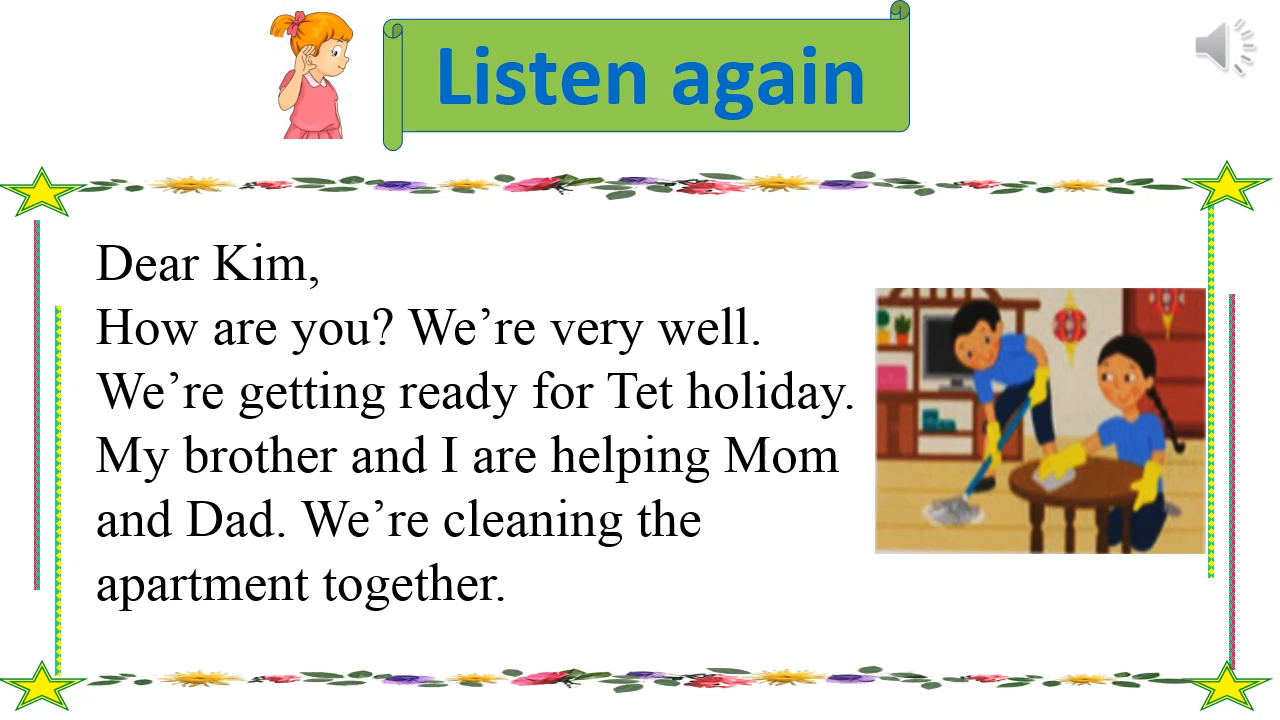 Listen again
Dear Kim,
How are you? We’re very well.
We’re getting ready for Tet holiday.
My brother and I are helping Mom
and Dad. We’re cleaning the
apartment together.